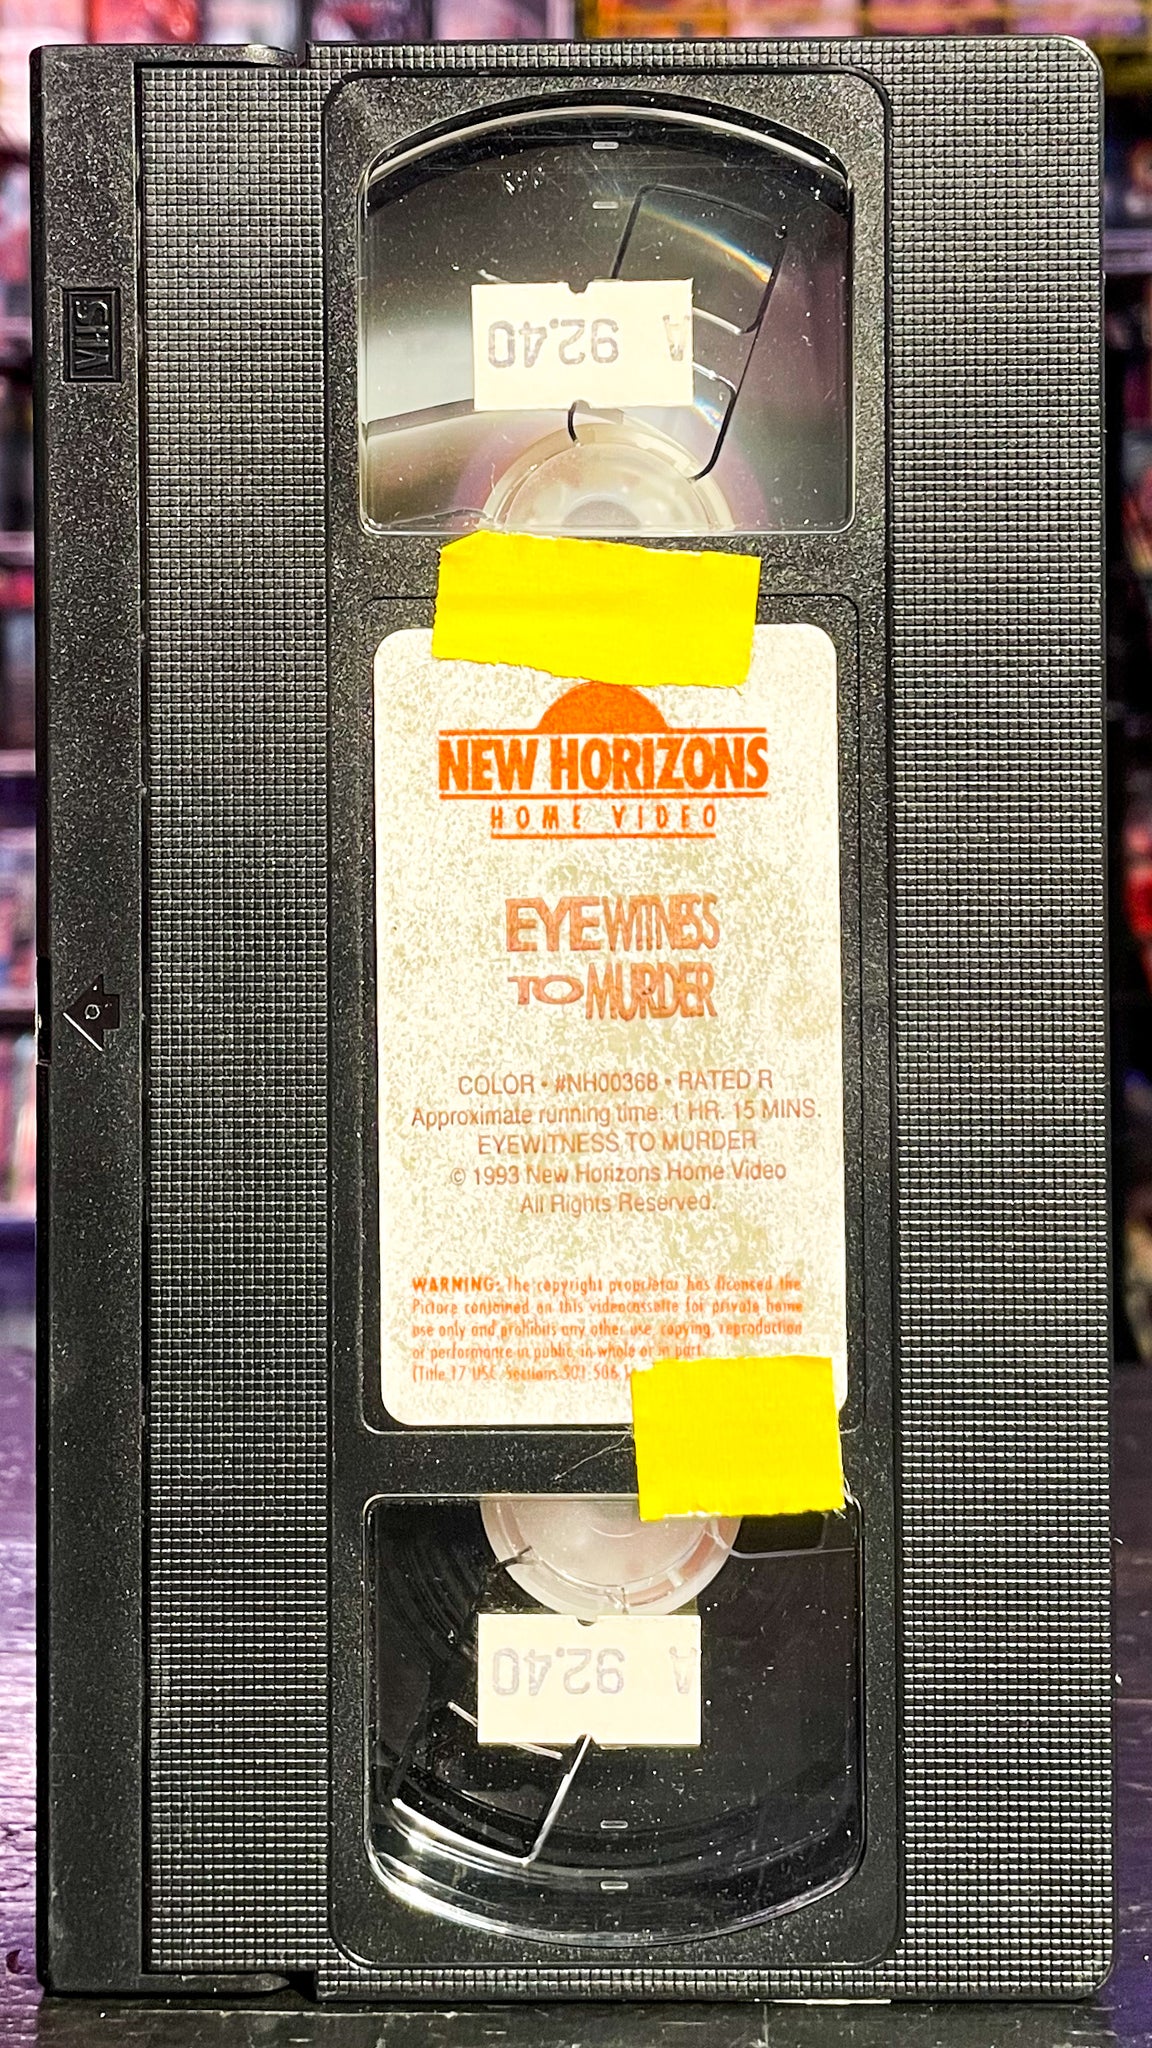 VHS
A 92.40
NEW HORIZONS
HOME VIDEO
EYEWITNESS
TO MURDER
COLOR • #NH00368 • RATED R
Approximate running time: 1 HR. 15 MINS.
EYEWITNESS TO MURDER
© 1993 New Horizons Home Video
All Rights Reserved.
WARNING: The copyright proprietor has licensed the
Picture contained on this videocassette for private home
use only and prohibits any other use, copying, reproduction
or performance in public, in whole or in part.
(Title 17 USC Sections 501-506
A 92.40